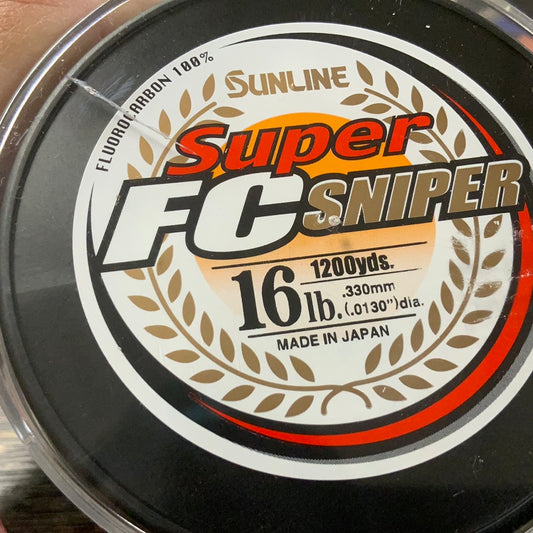 FLUOROCARBON 100%
SUNLINE
Super
FC SNIPER
1200yds.
16lb. .330mm
(.0130")dia.
MADE IN JAPAN